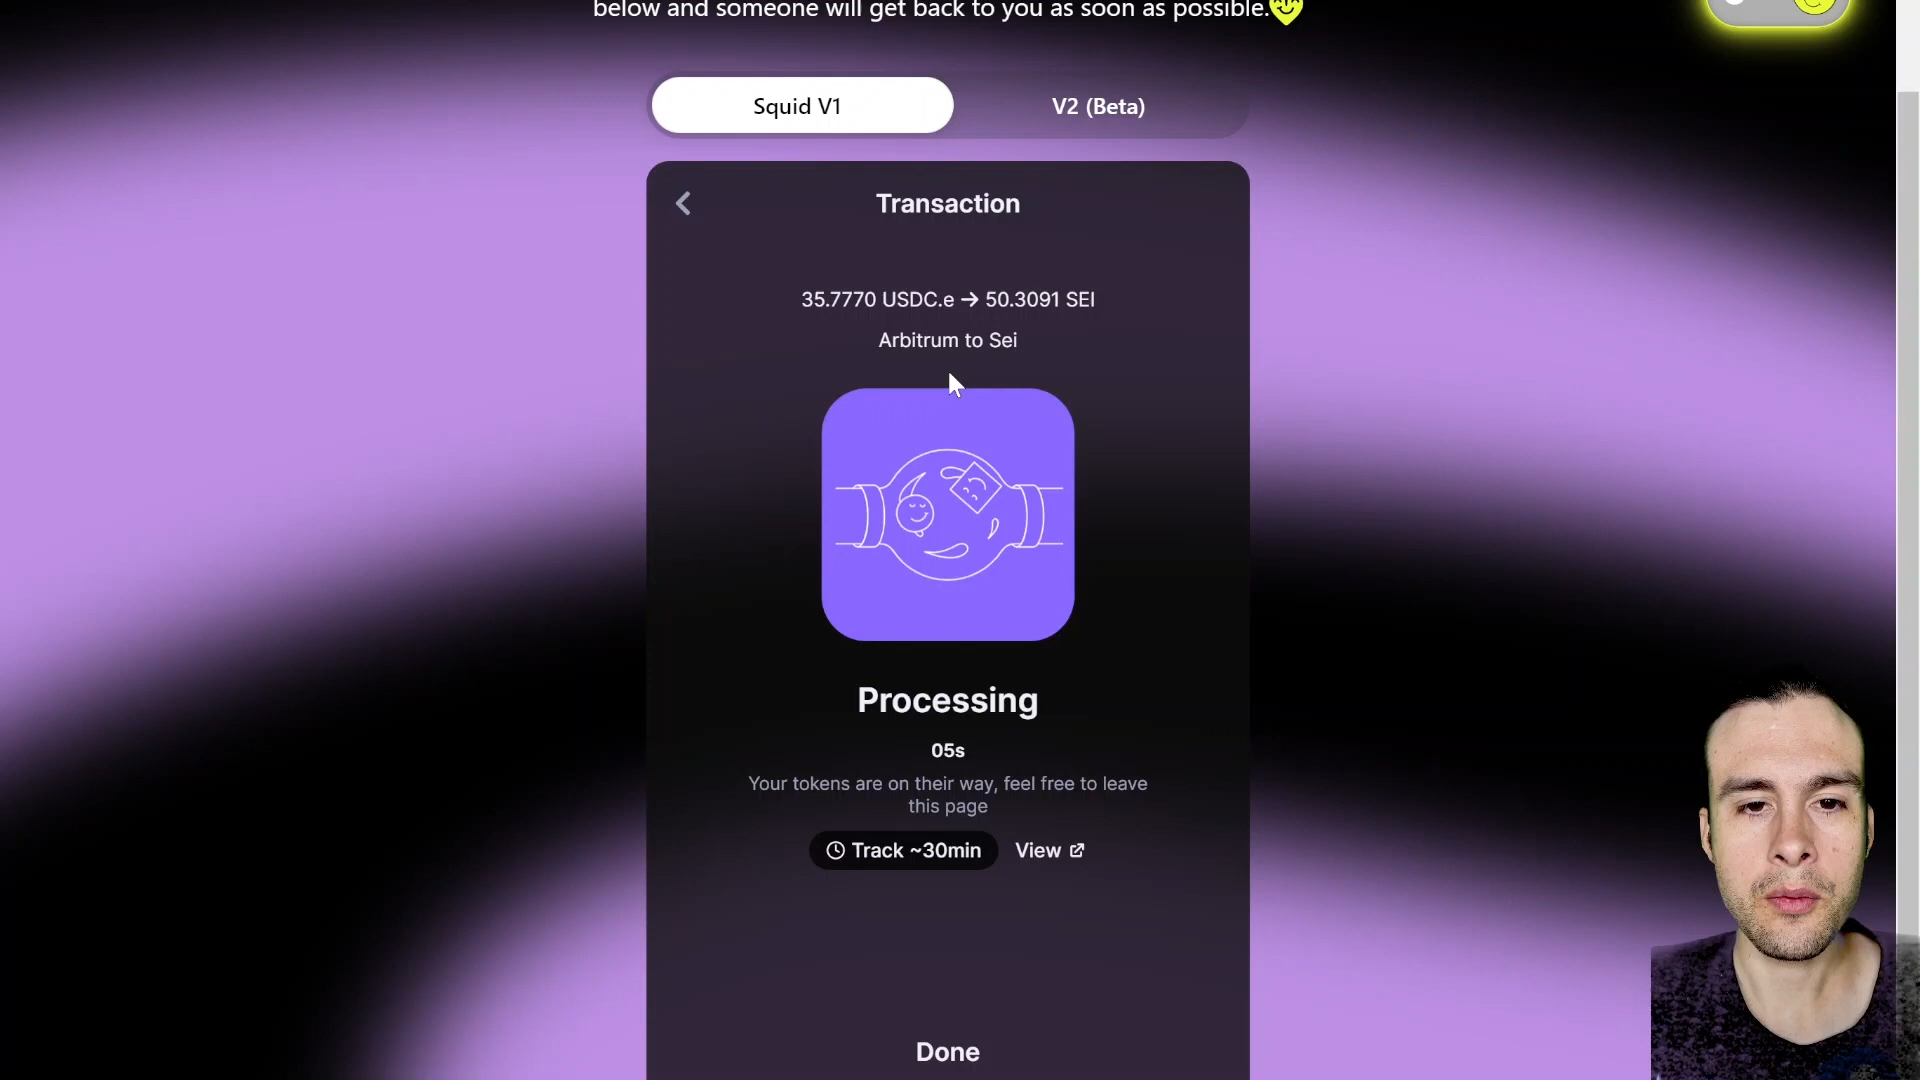 below and someone will get back to you as soon as possible.
Squid V1
V2 (Beta)
Transaction
35.7770 USDC.e → 50.3091 SEI
Arbitrum to Sei
Processing
05s
Your tokens are on their way, feel free to leave
this page
Track ~30min
View
Done